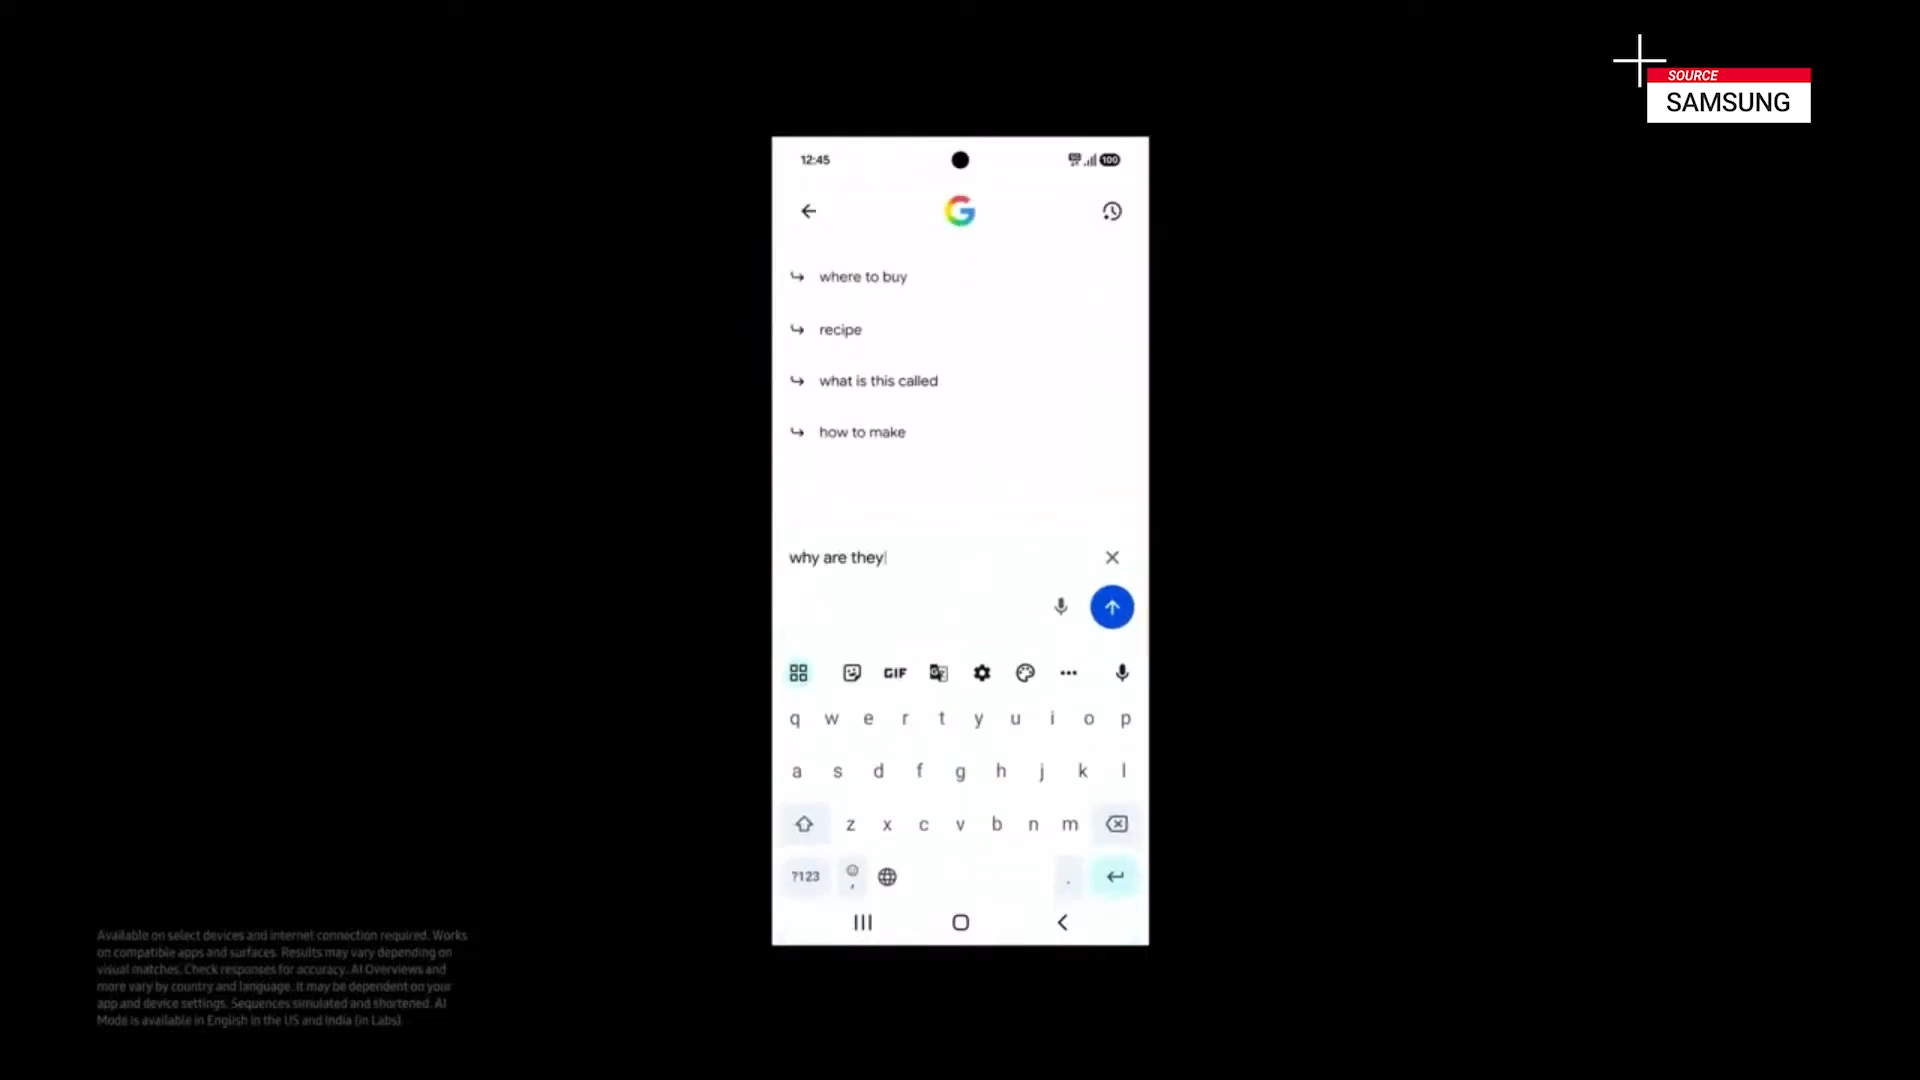 SOURCE
SAMSUNG
12:45
100
G
where to buy
recipe
what is this called
how to make
why are they
GIF
q w e r t y u i o p
a s d f g h j k l
z x c v b n m
?123 , .
Available on select devices and internet connection required. Works
on compatible apps and surfaces. Results may vary depending on
visual matches. Check responses for accuracy. AI Overviews and
more vary by country and language. It may be dependent on your
app and device settings. Sequences simulated and shortened. AI
Mode is available in English in the US and India (in Labs).